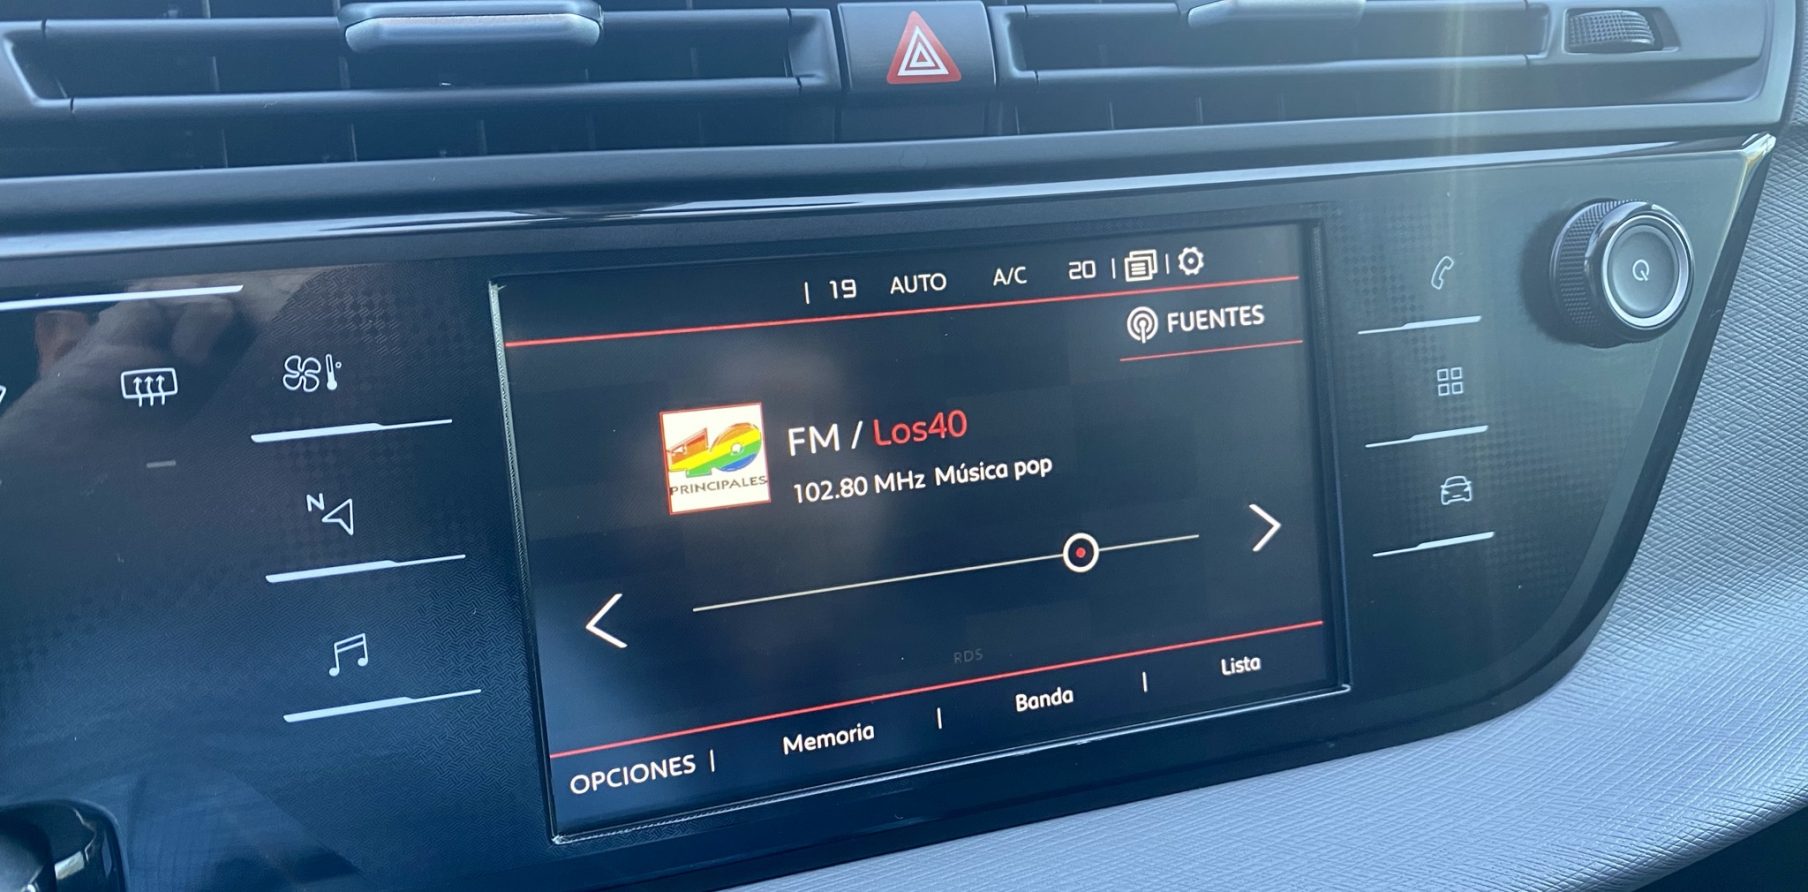 | 19 AUTO A/C 20 | |
FUENTES
40
PRINCIPALES
FM / Los40
102.80 MHz Música pop
N
RDS
OPCIONES | Memoria | Banda | Lista